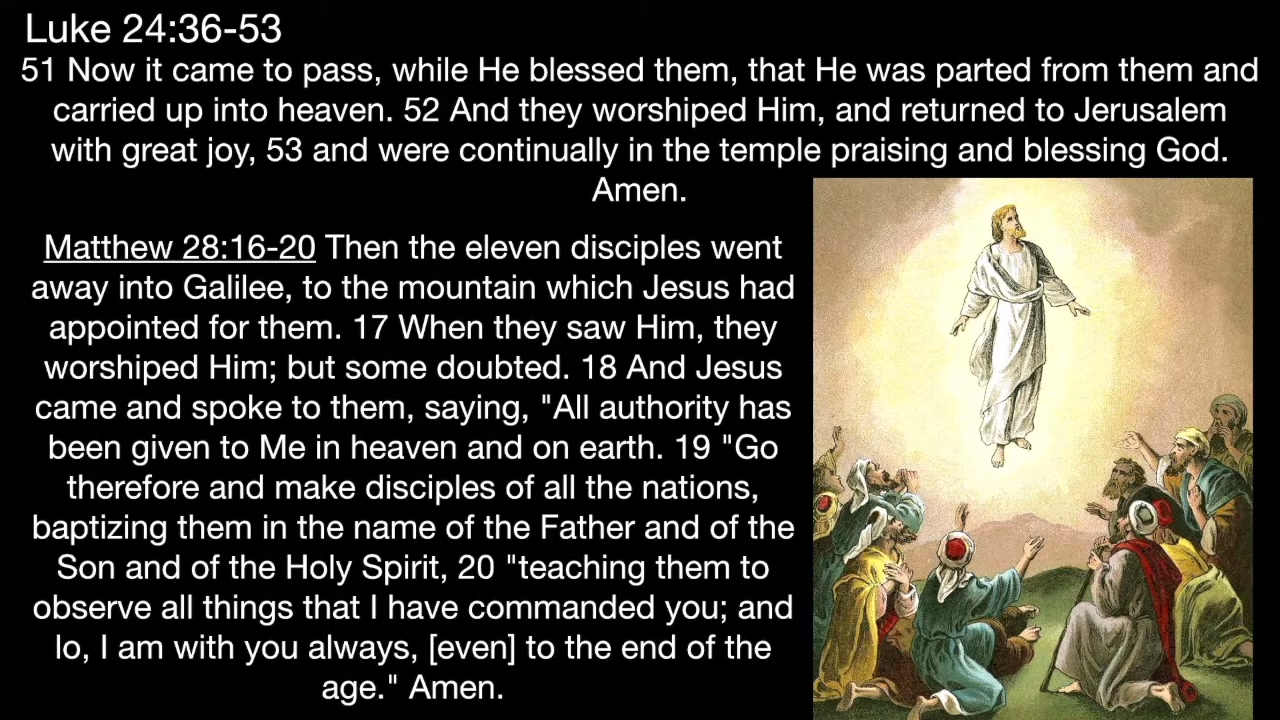 Luke 24:36-53
51 Now it came to pass, while He blessed them, that He was parted from them and
carried up into heaven. 52 And they worshiped Him, and returned to Jerusalem
with great joy, 53 and were continually in the temple praising and blessing God.
Amen.
Matthew 28:16-20 Then the eleven disciples went
away into Galilee, to the mountain which Jesus had
appointed for them. 17 When they saw Him, they
worshiped Him; but some doubted. 18 And Jesus
came and spoke to them, saying, "All authority has
been given to Me in heaven and on earth. 19 "Go
therefore and make disciples of all the nations,
baptizing them in the name of the Father and of the
Son and of the Holy Spirit, 20 "teaching them to
observe all things that I have commanded you; and
lo, I am with you always, [even] to the end of the
age." Amen.